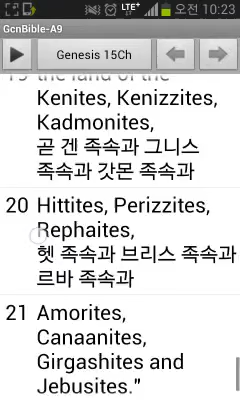 LTE 오전 10:23
GcnBible-A9
Genesis 15Ch
19 the land of the
Kenites, Kenizzites,
Kadmonites,
곧 겐 족속과 그니스
족속과 갓몬 족속과
20 Hittites, Perizzites,
Rephaites,
헷 족속과 브리스 족속과
르바 족속과
21 Amorites,
Canaanites,
Girgashites and
Jebusites."